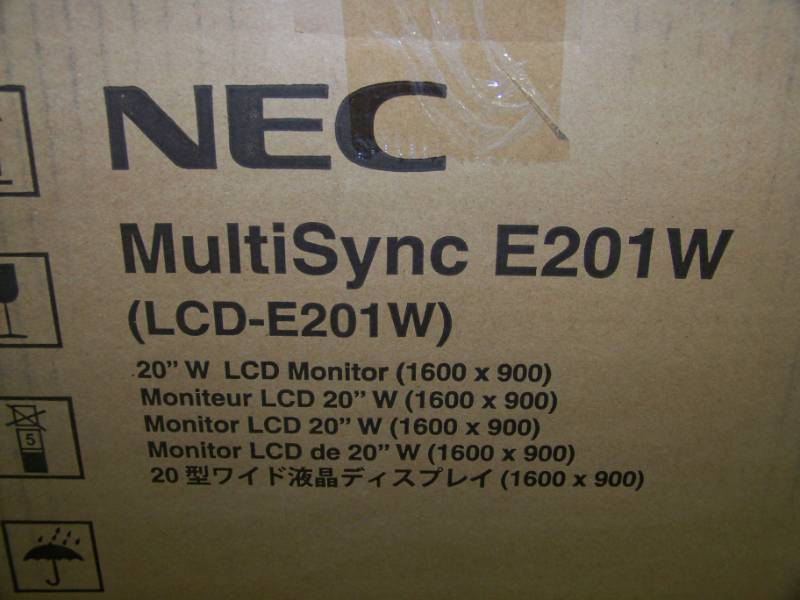 NEC
MultiSync E201W
(LCD-E201W)
20" W LCD Monitor (1600 x 900)
Moniteur LCD 20" W (1600 x 900)
Monitor LCD 20" W (1600 x 900)
Monitor LCD de 20" W (1600 x 900)
20 型ワイド液晶ディスプレイ (1600 x 900)
5